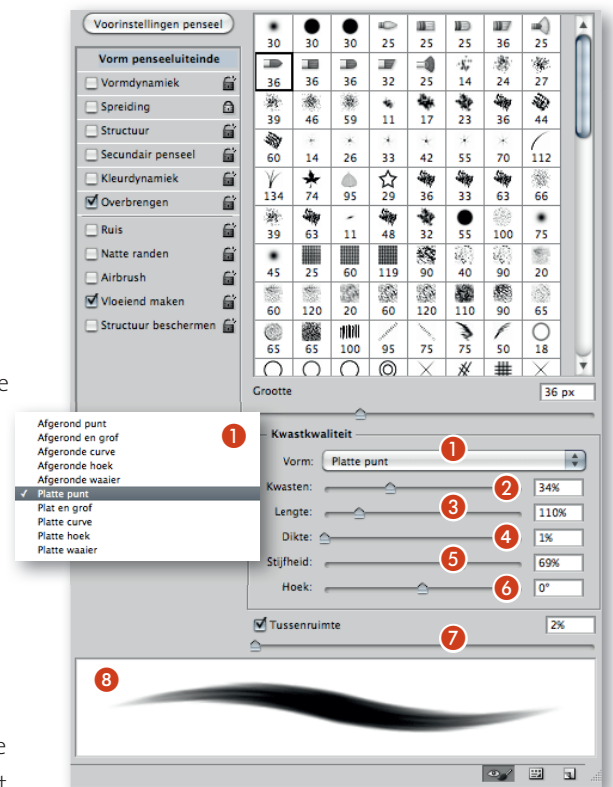 Voorinstellingen penseel
Vorm penseeluiteinde
Vormdynamiek
Spreiding
Structuur
Secundair penseel
Kleurdynamiek
Overbrengen
Ruis
Natte randen
Airbrush
Vloeiend maken
Structuur beschermen
30 30 30 25 25 25 36 25
36 36 36 32 25 14 24 27
39 46 59 11 17 23 36 44
60 14 26 33 42 55 70 112
134 74 95 29 36 33 63 66
39 63 11 48 32 55 100 75
45 25 60 119 90 40 90 20
60 120 20 60 120 110 90 65
65 65 100 95 75 75 50 18
e
Grootte 36 px
1
Afgerond punt
Afgerond en grof
Afgeronde curve
Afgeronde hoek
Afgeronde waaier
✓ Platte punt
Plat en grof
Platte curve
Platte hoek
Platte waaier
Kwastkwaliteit
1
Vorm: Platte punt
Kwasten: 2 34%
Lengte: 3 110%
Dikte: 4 1%
Stijfheid: 5 69%
Hoek: 6 0°
Tussenruimte 2%
7
8
e
t